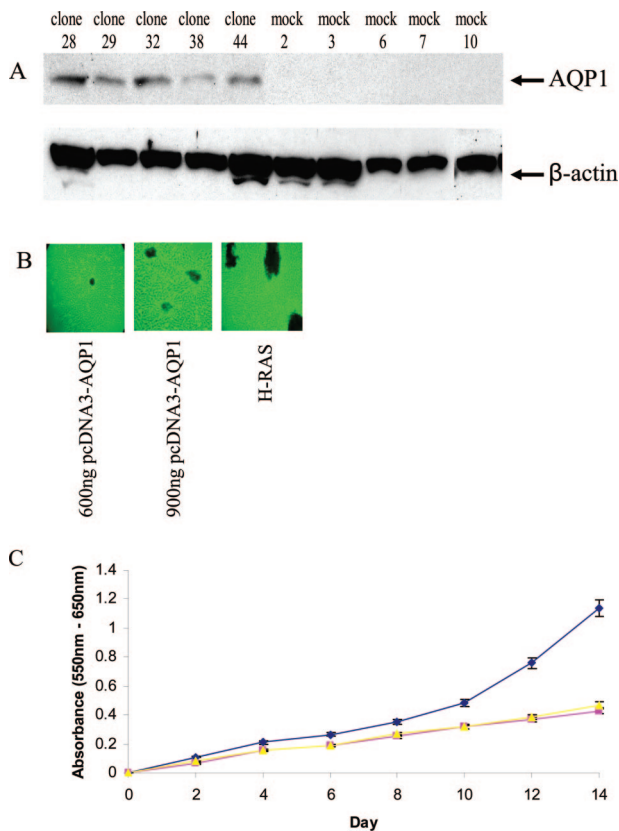 clone clone clone clone clone mock mock mock mock mock
28 29 32 38 44 2 3 6 7 10
A
AQP1
β-actin
B
600ng pcDNA3-AQP1
900ng pcDNA3-AQP1
H-RAS
C
Absorbance (550nm - 650nm)
1.4
1.2
1
0.8
0.6
0.4
0.2
0
0 2 4 6 8 10 12 14
Day